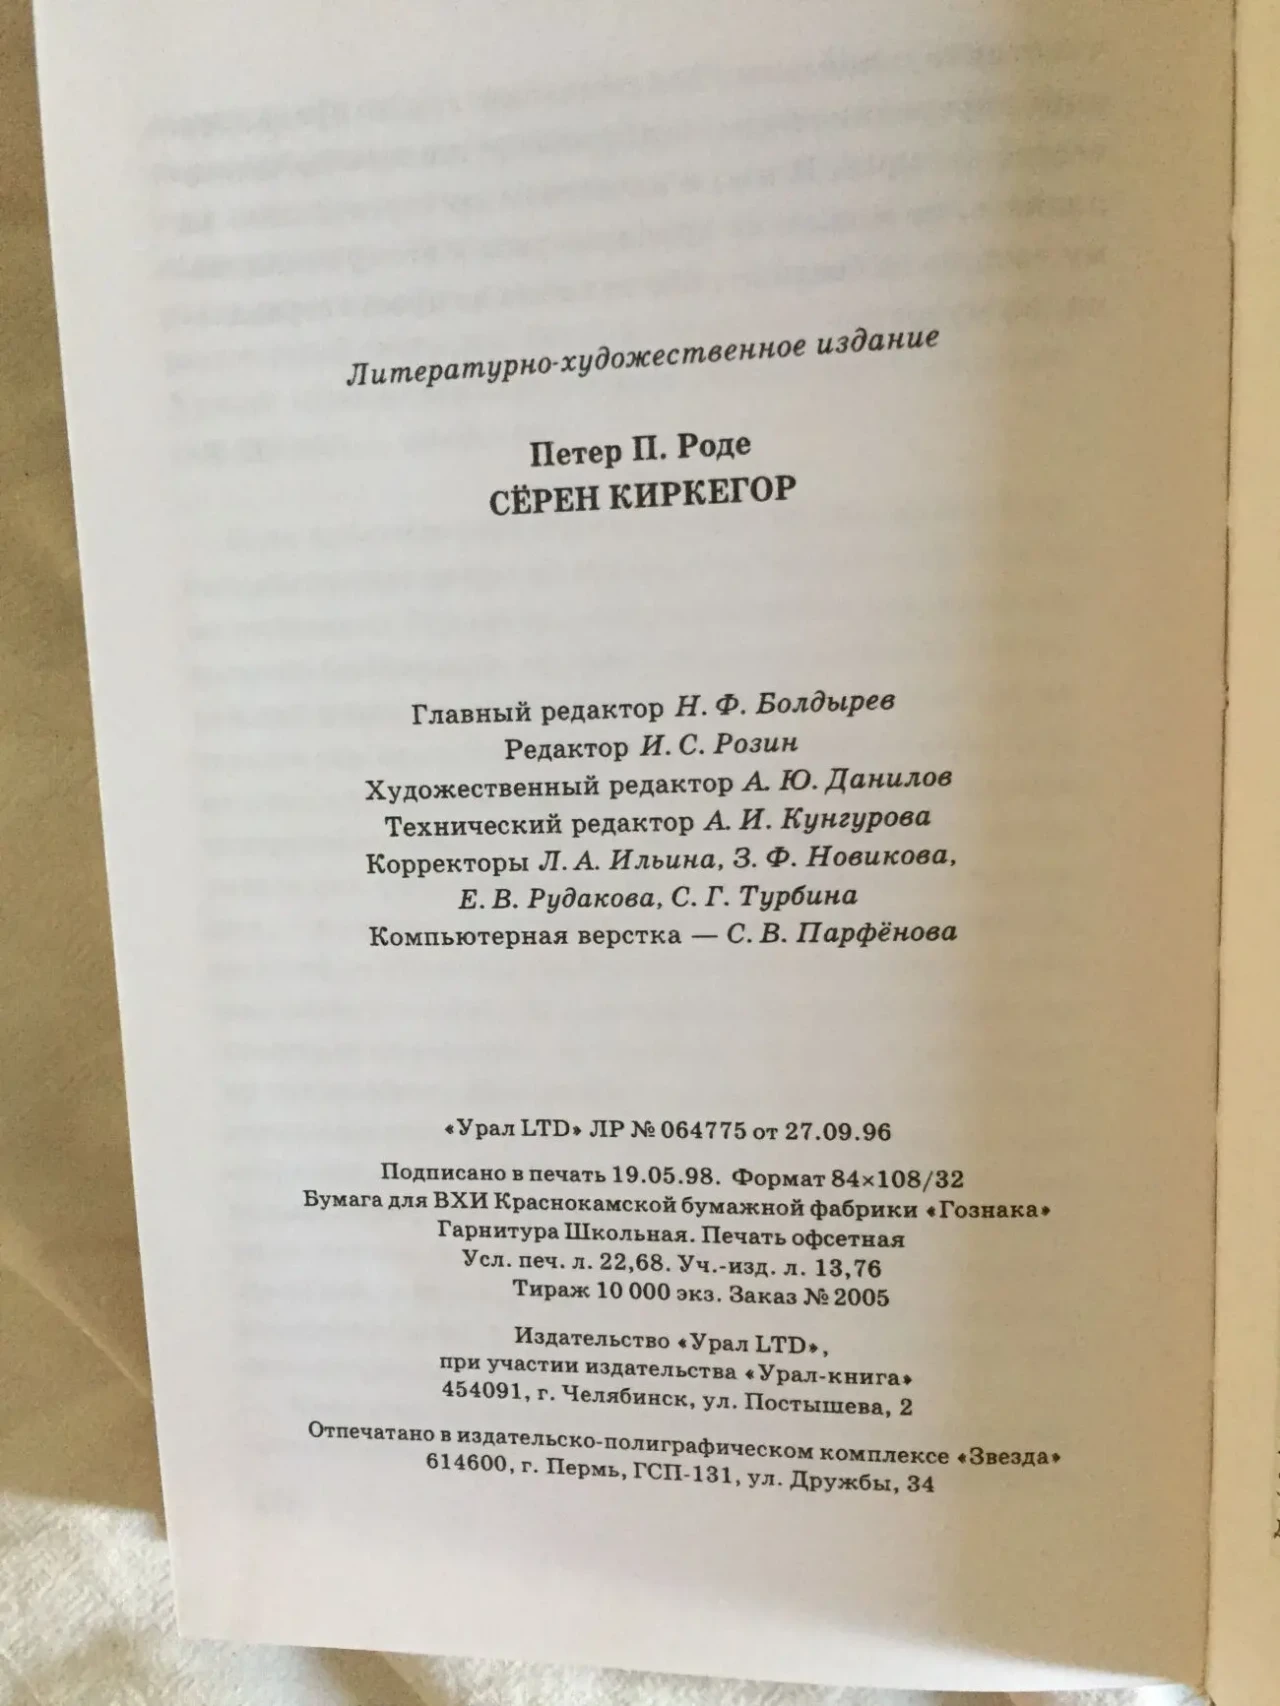 Литературно-художественное издание
Петер П. Роде
СЁРЕН КИРКЕГОР
Главный редактор Н. Ф. Болдырев
Редактор И. С. Розин
Художественный редактор А. Ю. Данилов
Технический редактор А. И. Кунгурова
Корректоры Л. А. Ильина, З. Ф. Новикова,
Е. В. Рудакова, С. Г. Турбина
Компьютерная верстка — С. В. Парфёнова
«Урал LTD» ЛР № 064775 от 27.09.96
Подписано в печать 19.05.98. Формат 84×108/32
Бумага для ВХИ Краснокамской бумажной фабрики «Гознака»
Гарнитура Школьная. Печать офсетная
Усл. печ. л. 22,68. Уч.-изд. л. 13,76
Тираж 10 000 экз. Заказ № 2005
Издательство «Урал LTD»,
при участии издательства «Урал-книга»
454091, г. Челябинск, ул. Постышева, 2
Отпечатано в издательско-полиграфическом комплексе «Звезда»
614600, г. Пермь, ГСП-131, ул. Дружбы, 34